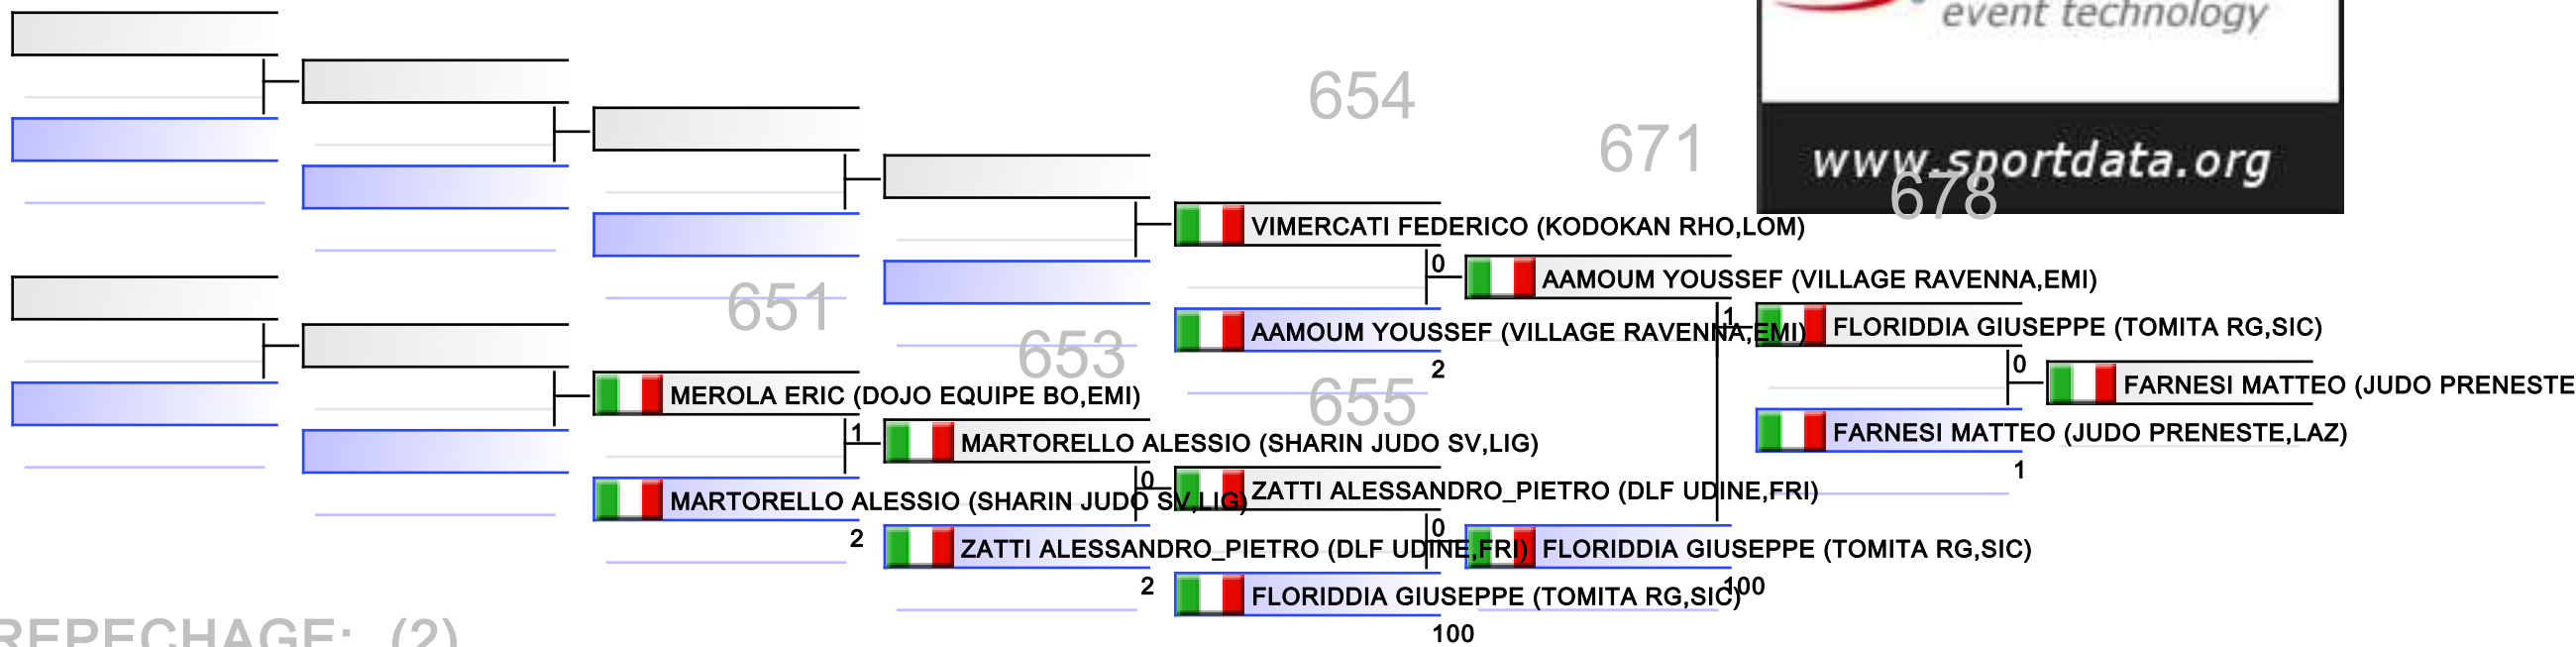 event technology
654
671
www.sportdata.org
678
VIMERCATI FEDERICO (KODOKAN RHO,LOM)
0
AAMOUM YOUSSEF (VILLAGE RAVENNA,EMI)
651
1
FLORIDDIA GIUSEPPE (TOMITA RG,SIC)
AAMOUM YOUSSEF (VILLAGE RAVENNA,EMI)
653
2
0
FARNESI MATTEO (JUDO PRENESTE
MEROLA ERIC (DOJO EQUIPE BO,EMI)
655
1
MARTORELLO ALESSIO (SHARIN JUDO SV,LIG)
FARNESI MATTEO (JUDO PRENESTE,LAZ)
1
0
ZATTI ALESSANDRO_PIETRO (DLF UDINE,FRI)
MARTORELLO ALESSIO (SHARIN JUDO SV,LIG)
2
0
ZATTI ALESSANDRO_PIETRO (DLF UDINE,FRI)
FLORIDDIA GIUSEPPE (TOMITA RG,SIC)
2
100
FLORIDDIA GIUSEPPE (TOMITA RG,SIC)
100
REPECHAGE: (2)